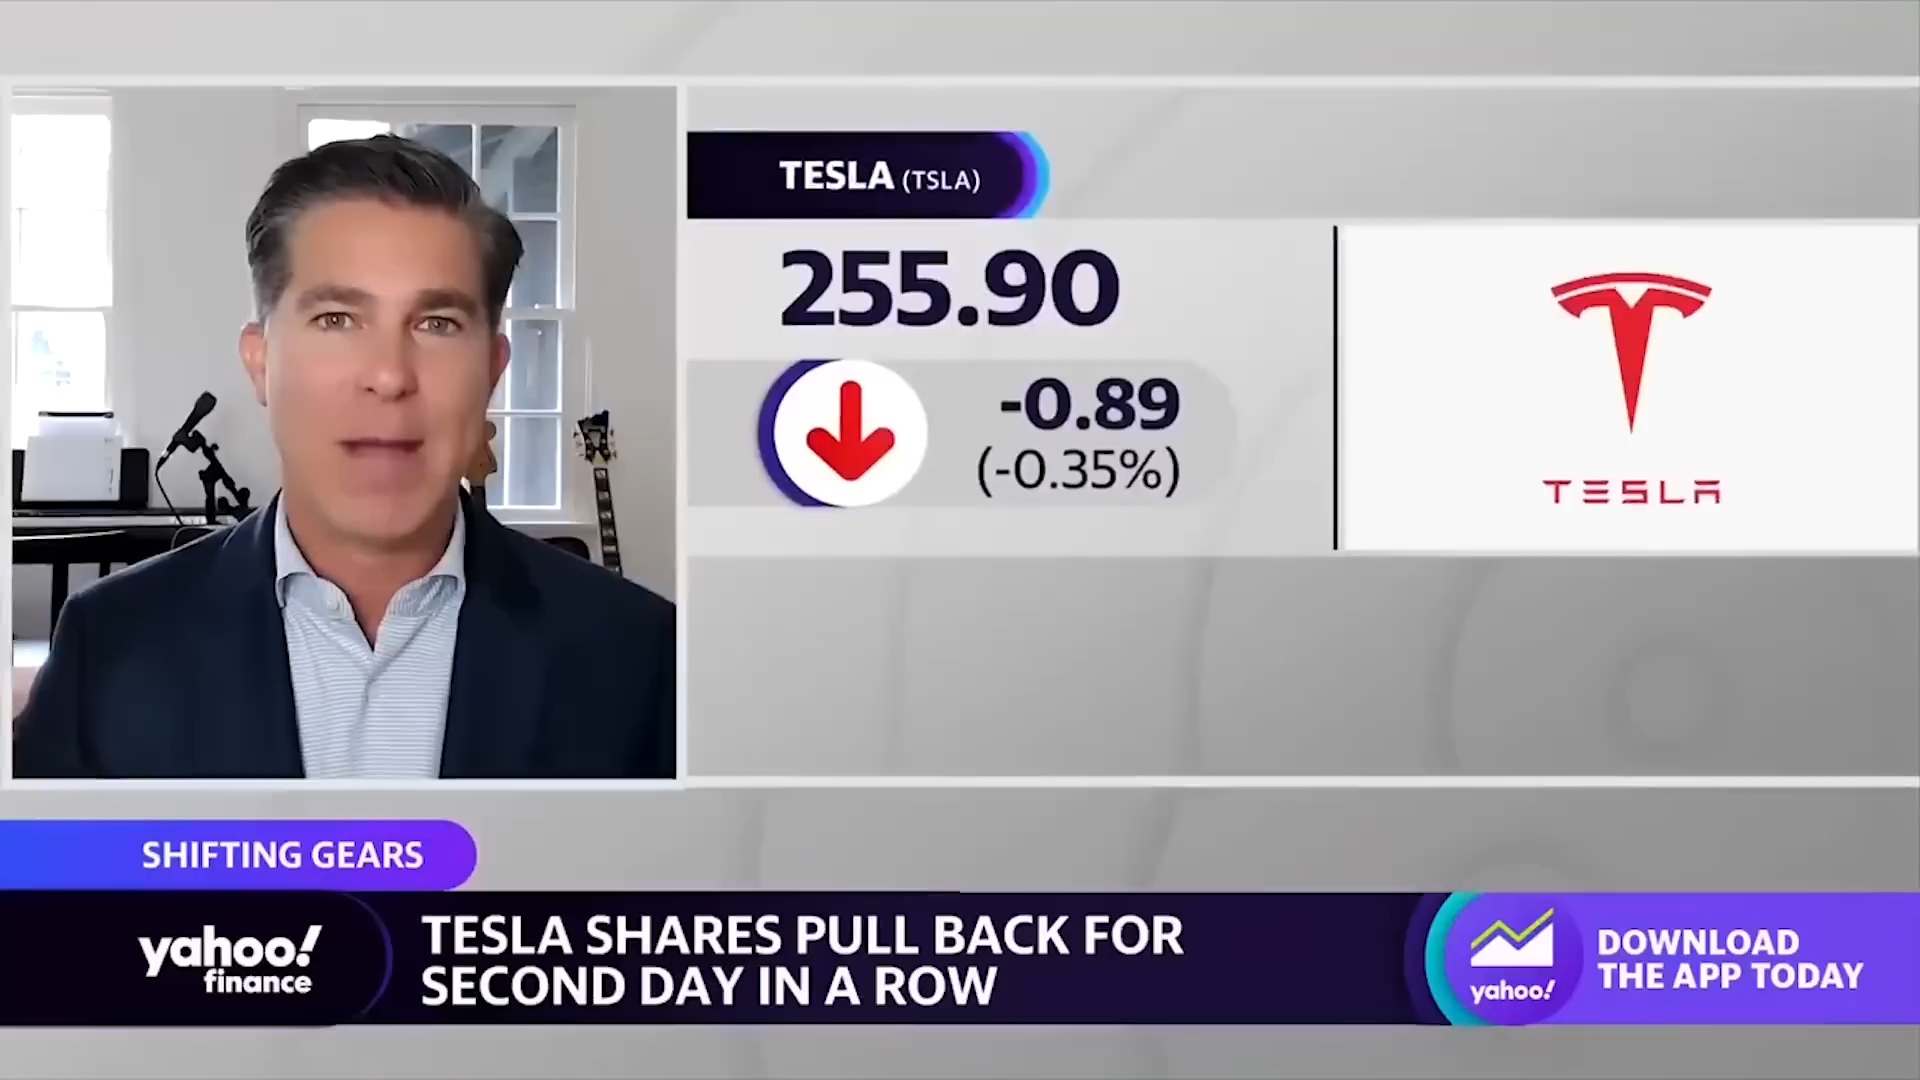 TESLA (TSLA)
255.90
-0.89
(-0.35%)
TESLA
SHIFTING GEARS
yahoo!
finance
TESLA SHARES PULL BACK FOR
SECOND DAY IN A ROW
yahoo!
DOWNLOAD
THE APP TODAY